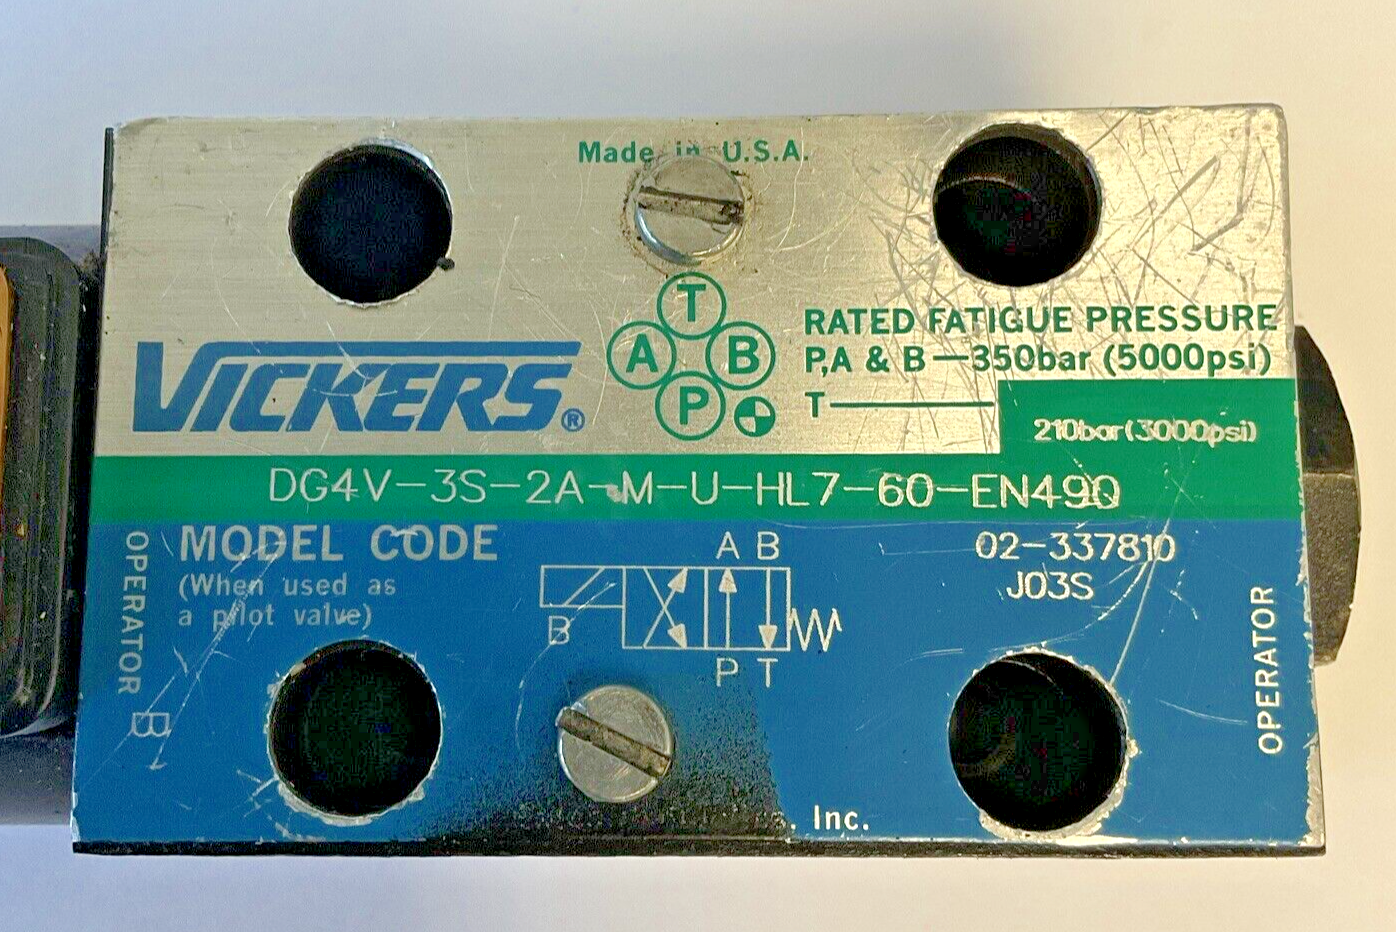 Made in U.S.A.
T
A B
P
VICKERS®
RATED FATIGUE PRESSURE
P,A & B—350bar (5000psi)
T—
210bar(3000psi)
DG4V-3S-2A-M-U-HL7-60-EN490
MODEL CODE
(When used as
a pilot valve)
OPERATOR B
A B
B
P T
02-337810
J03S
OPERATOR
. Inc.